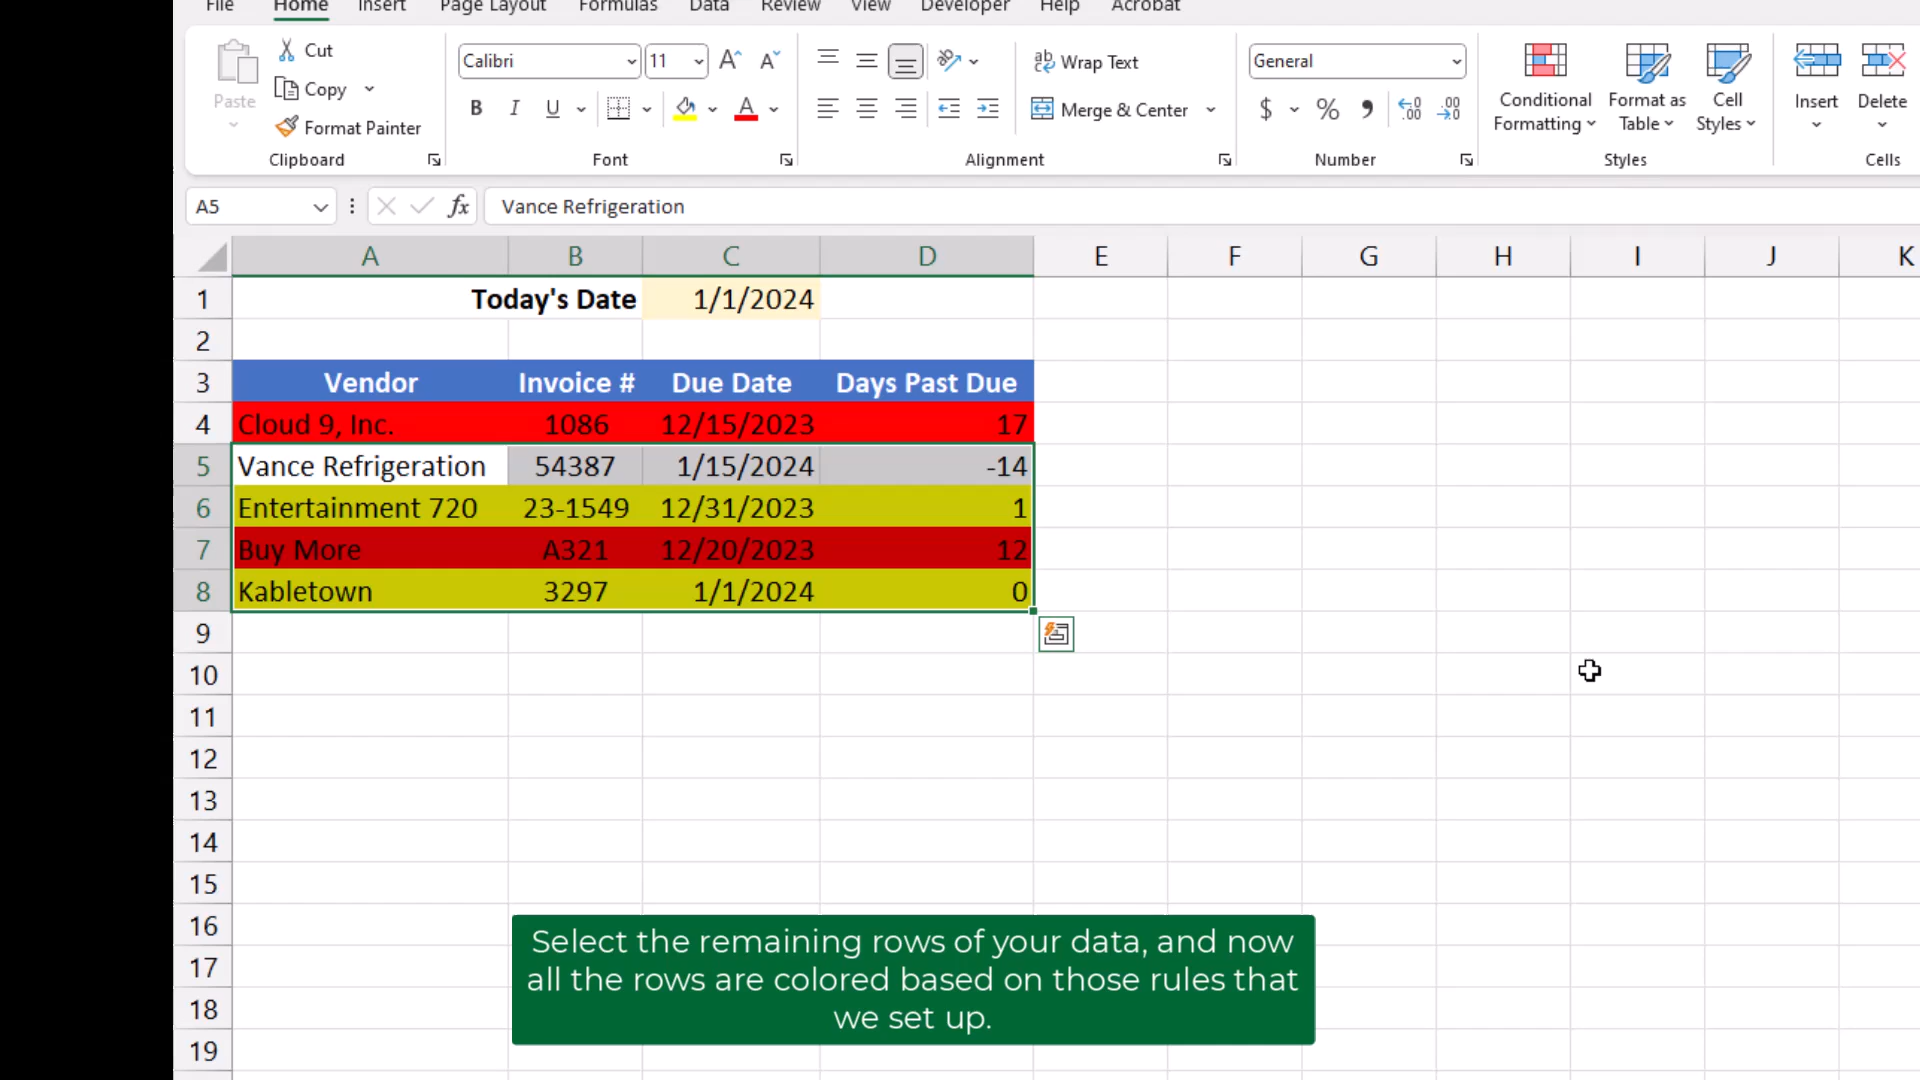 File Home Insert Page Layout Formulas Data Review View Developer Help Acrobat
Paste
Cut
Copy
Format Painter
Clipboard
Calibri 11
B I U
Font
Wrap Text
Merge & Center
Alignment
General
$ % 9
Number
Conditional Formatting
Format as Table
Cell Styles
Styles
Insert
Delete
Cells
A5 fx Vance Refrigeration
A B C D E F G H I J K
1 Today's Date 1/1/2024
2
3 Vendor Invoice # Due Date Days Past Due
4 Cloud 9, Inc. 1086 12/15/2023 17
5 Vance Refrigeration 54387 1/15/2024 -14
6 Entertainment 720 23-1549 12/31/2023 1
7 Buy More A321 12/20/2023 12
8 Kabletown 3297 1/1/2024 0
9
10
11
12
13
14
15
16
17
18
19
Select the remaining rows of your data, and now
all the rows are colored based on those rules that
we set up.